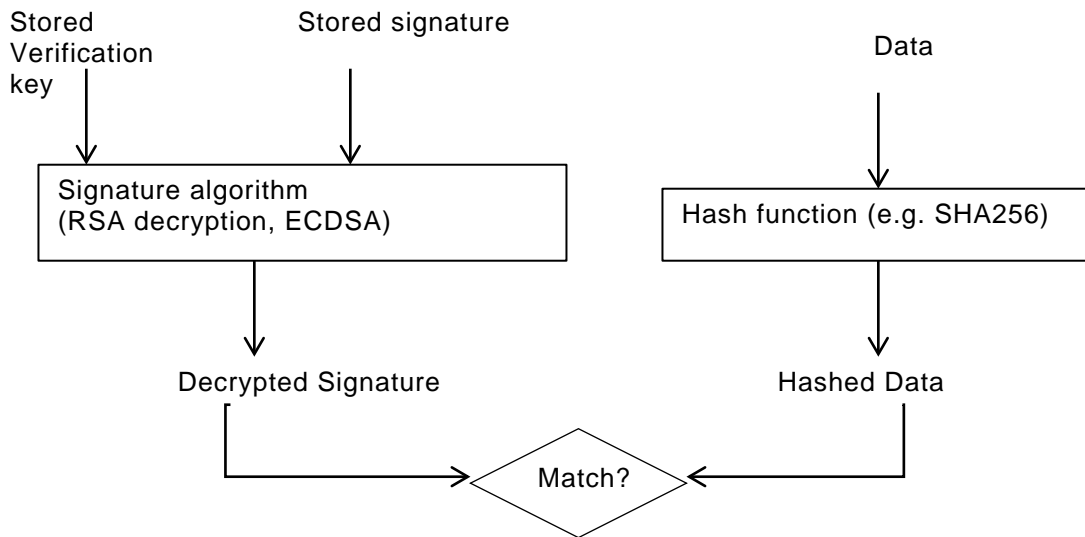 Stored
Verification
key
Stored signature
Data
Signature algorithm
(RSA decryption, ECDSA)
Hash function (e.g. SHA256)
Decrypted Signature
Hashed Data
Match?